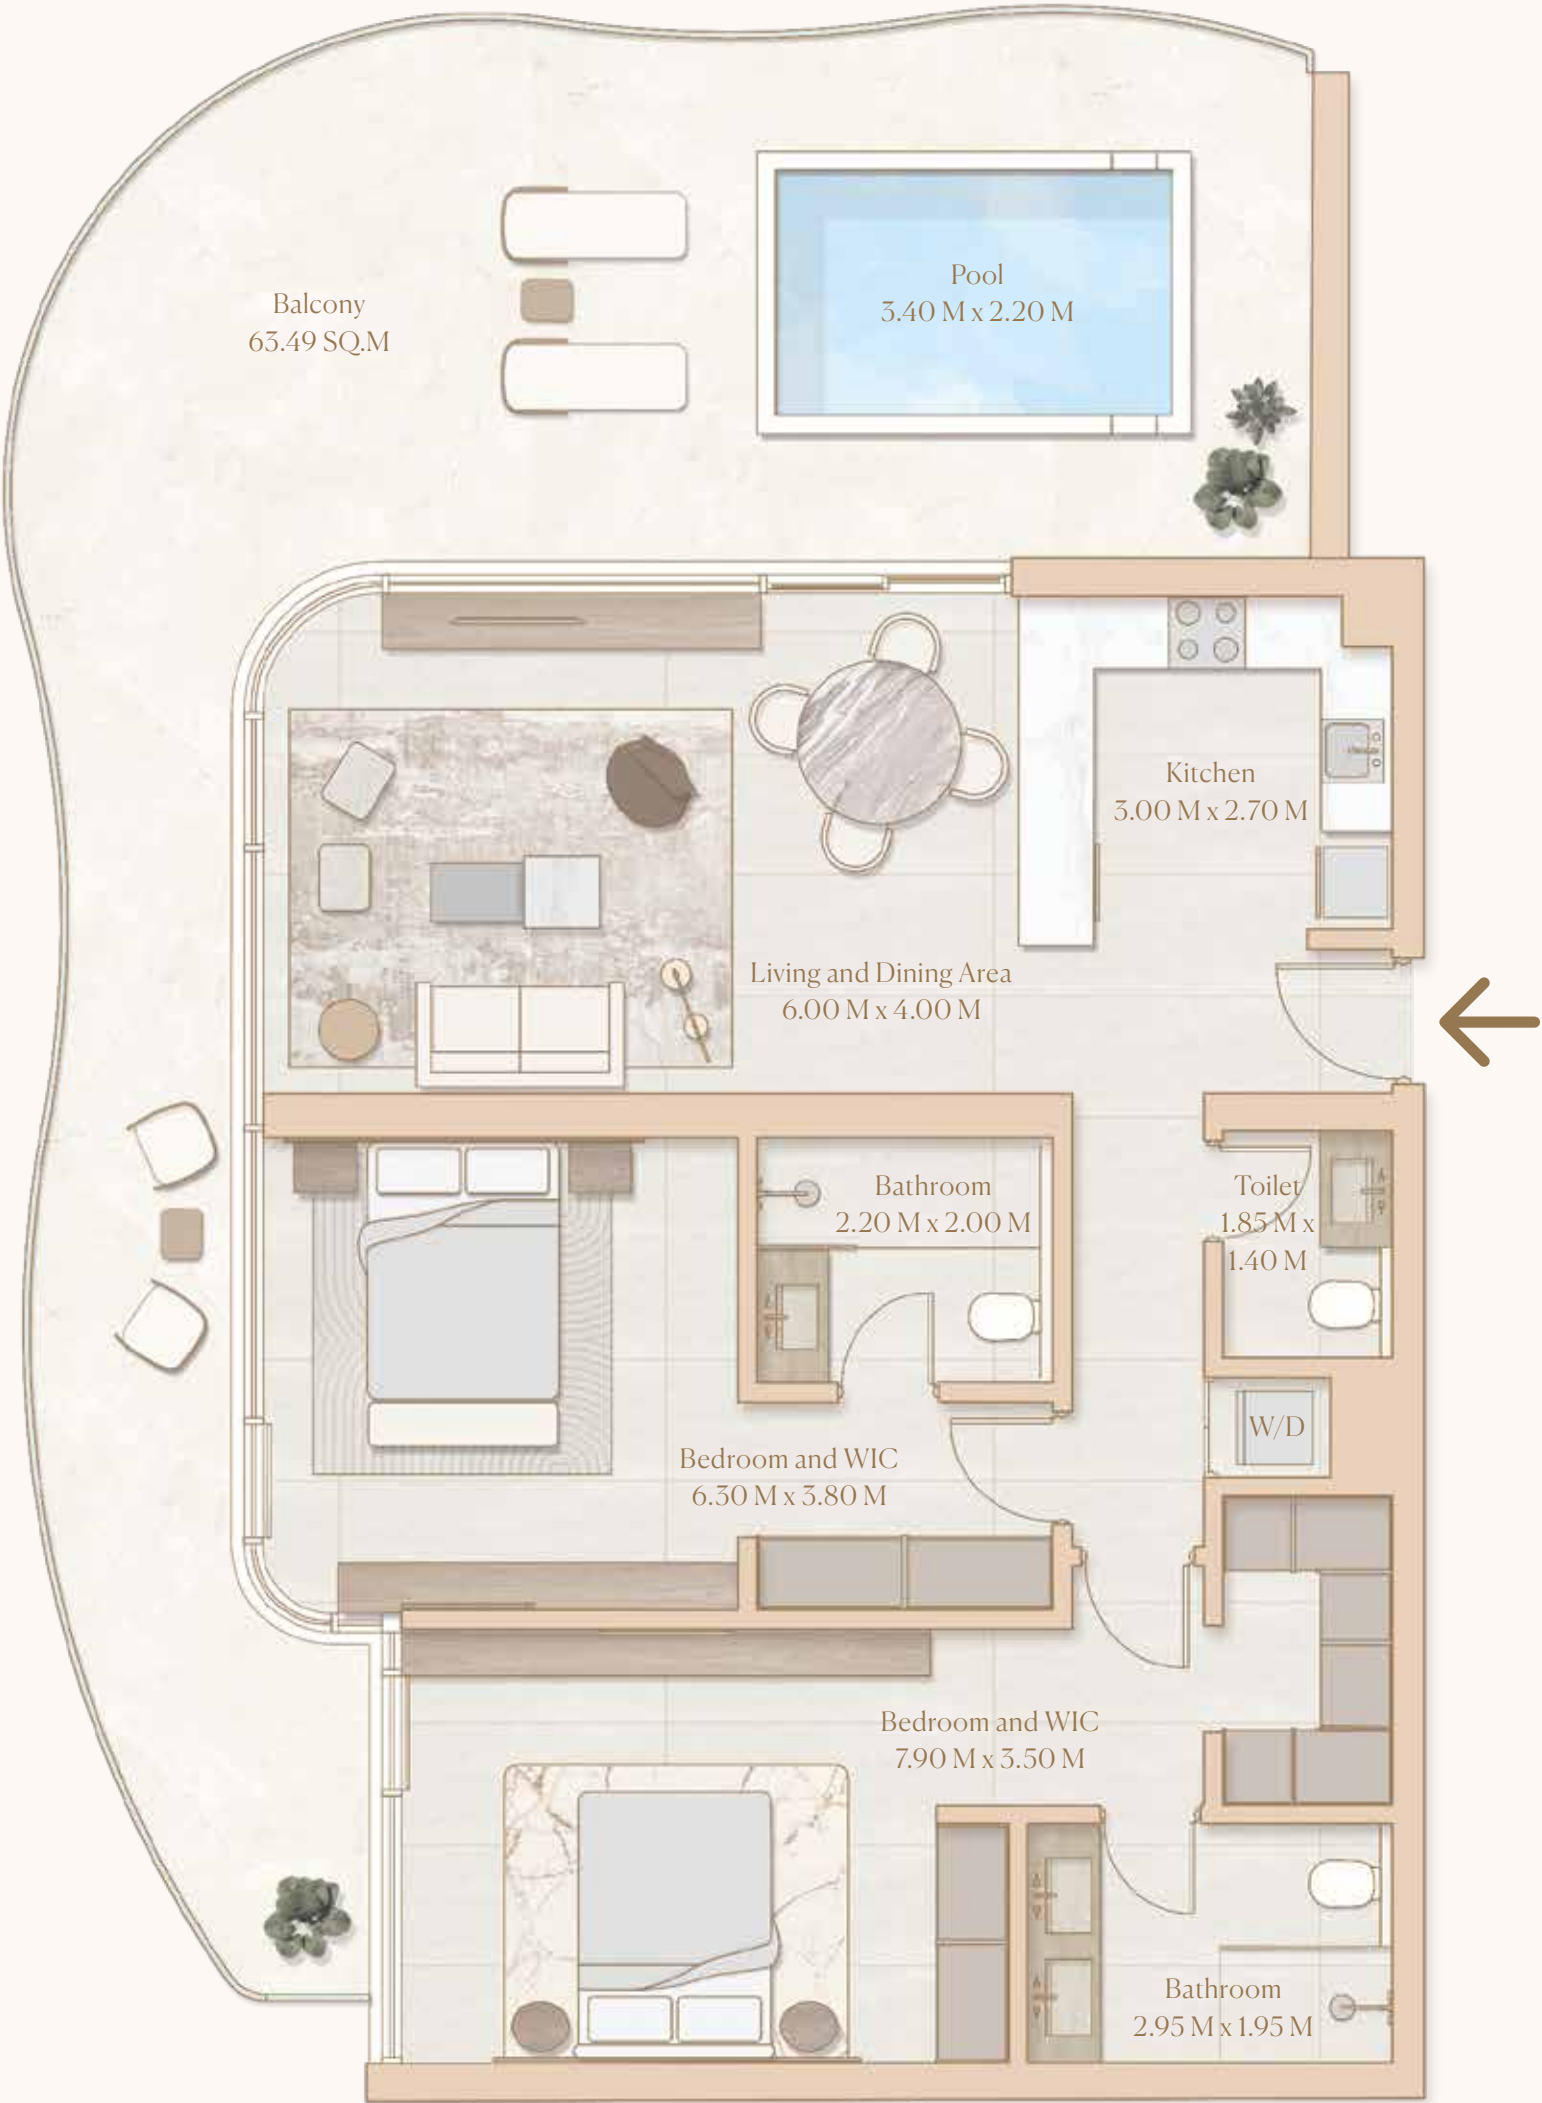 Pool
3.40 M x 2.20 M
Balcony
63.49 SQ.M
Kitchen
3.00 M x 2.70 M
Living and Dining Area
6.00 M x 4.00 M
Bathroom
2.20 M x 2.00 M
Toilet
1.85 M x
1.40 M
W/D
Bedroom and WIC
6.30 M x 3.80 M
Bedroom and WIC
7.90 M x 3.50 M
Bathroom
2.95 M x 1.95 M